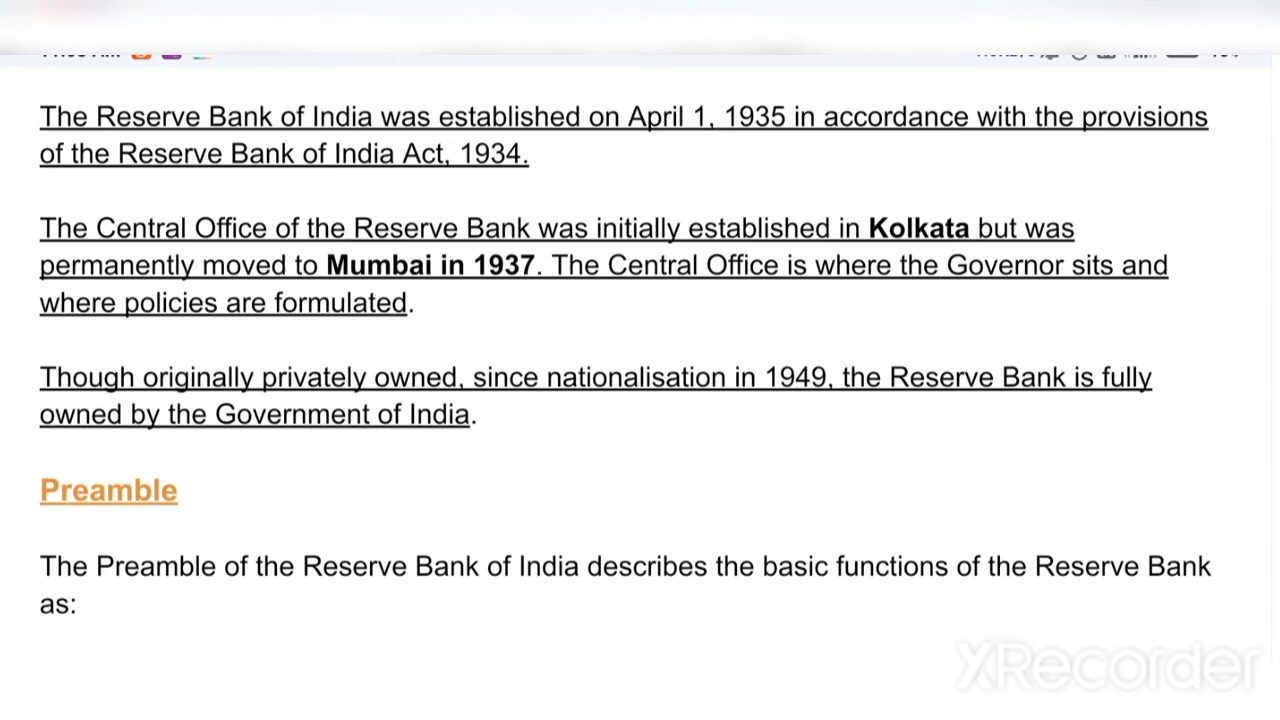 The Reserve Bank of India was established on April 1, 1935 in accordance with the provisions
of the Reserve Bank of India Act, 1934.
The Central Office of the Reserve Bank was initially established in Kolkata but was
permanently moved to Mumbai in 1937. The Central Office is where the Governor sits and
where policies are formulated.
Though originally privately owned, since nationalisation in 1949, the Reserve Bank is fully
owned by the Government of India.
Preamble
The Preamble of the Reserve Bank of India describes the basic functions of the Reserve Bank
as:
XRecorder